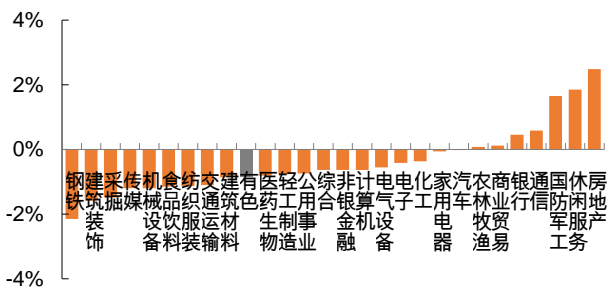 4%
2%
0%
-2%
-4%
钢铁
建筑装饰
采掘
传媒
机械设备
食品饮料
纺织服装
交通运输
建筑材料
有色
医药生物
轻工制造
公用事业
综合
非银金融
计算机
电气设备
电子
化工
家用电器
汽车
农林牧渔
商业贸易
银行
通信
国防军工
休闲服务
房地产